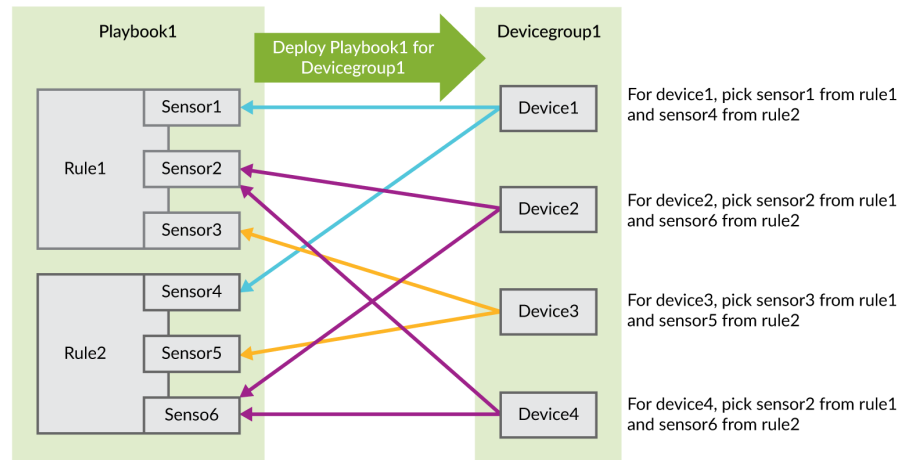 Playbook1
Deploy Playbook1 for
Devicegroup1
Devicegroup1
Rule1
Sensor1
Sensor2
Sensor3
Rule2
Sensor4
Sensor5
Senso6
Device1
For device1, pick sensor1 from rule1
and sensor4 from rule2
Device2
For device2, pick sensor2 from rule1
and sensor6 from rule2
Device3
For device3, pick sensor3 from rule1
and sensor5 from rule2
Device4
For device4, pick sensor2 from rule1
and sensor6 from rule2